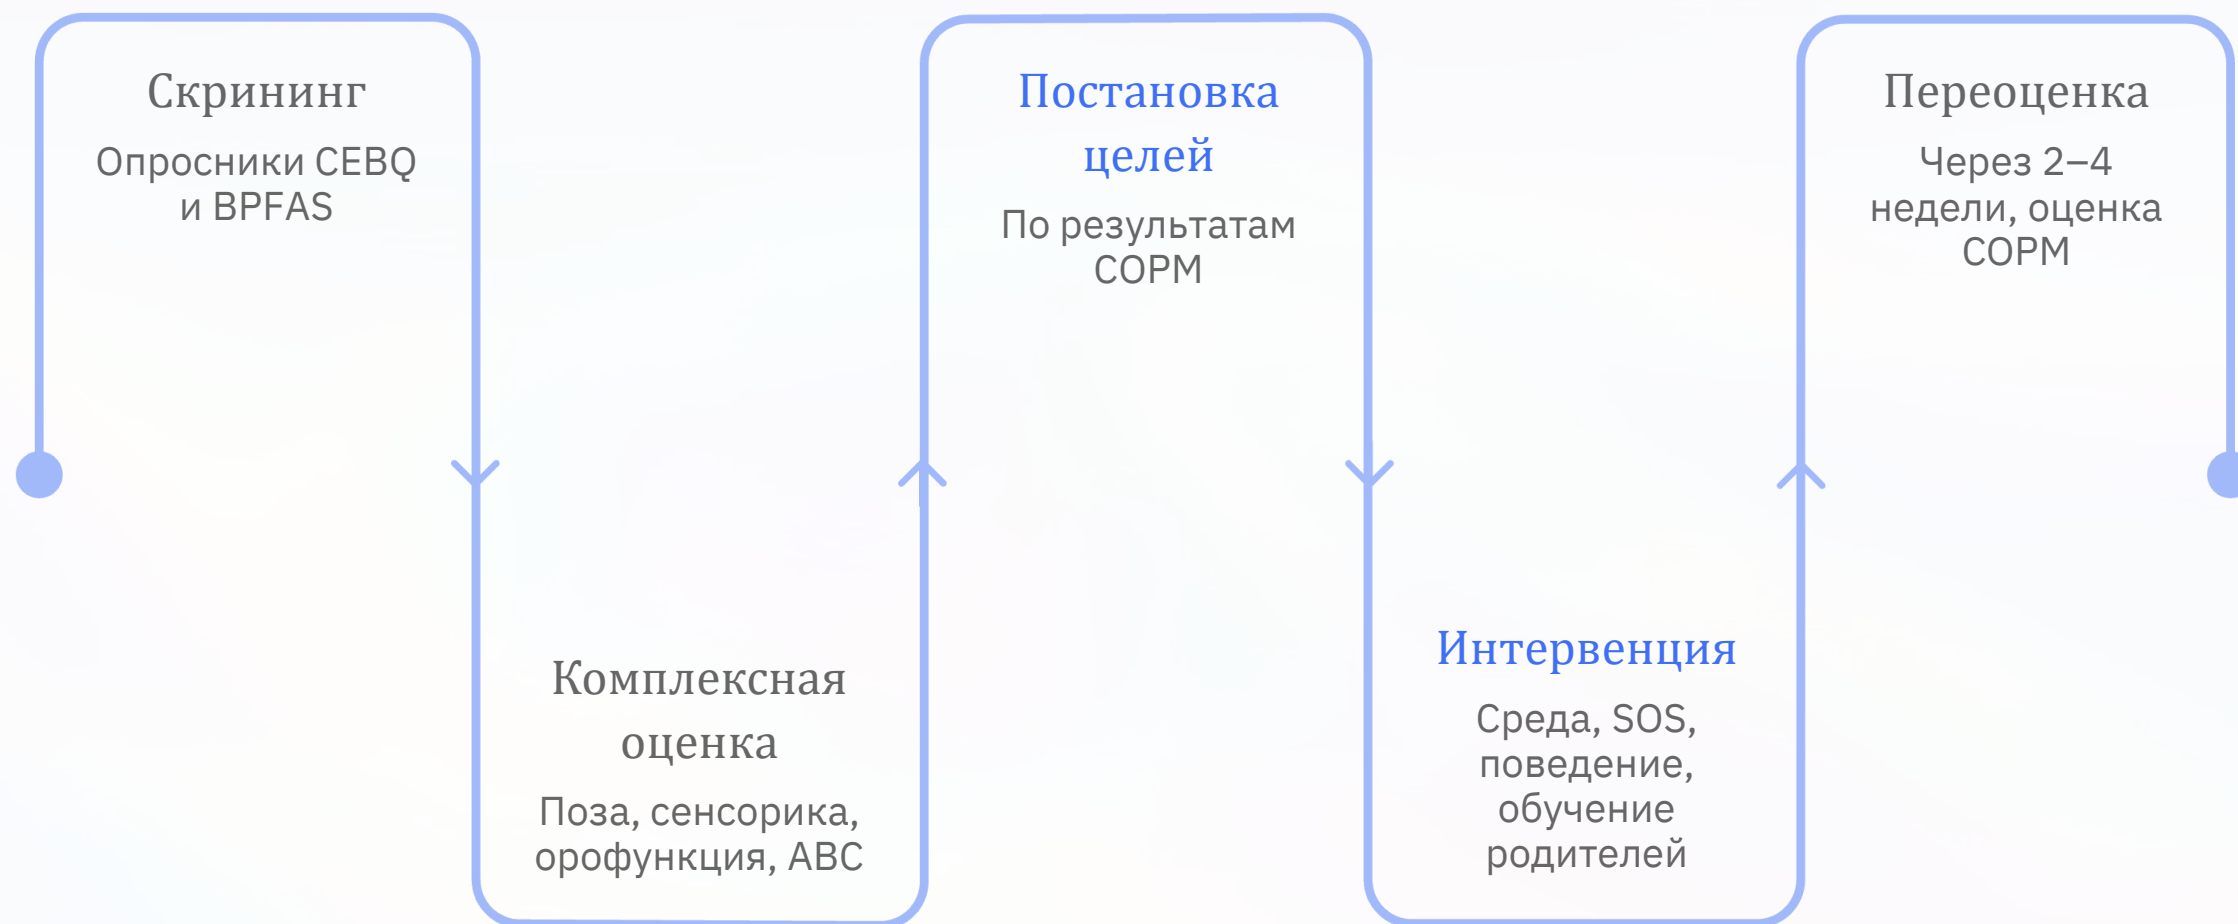 Скрининг
Опросники CEBQ
и BPFAS
Комплексная
оценка
Поза, сенсорика,
орофункция, ABC
Постановка
целей
По результатам
COPM
Интервенция
Среда, SOS,
поведение,
обучение
родителей
Переоценка
Через 2–4
недели, оценка
COPM